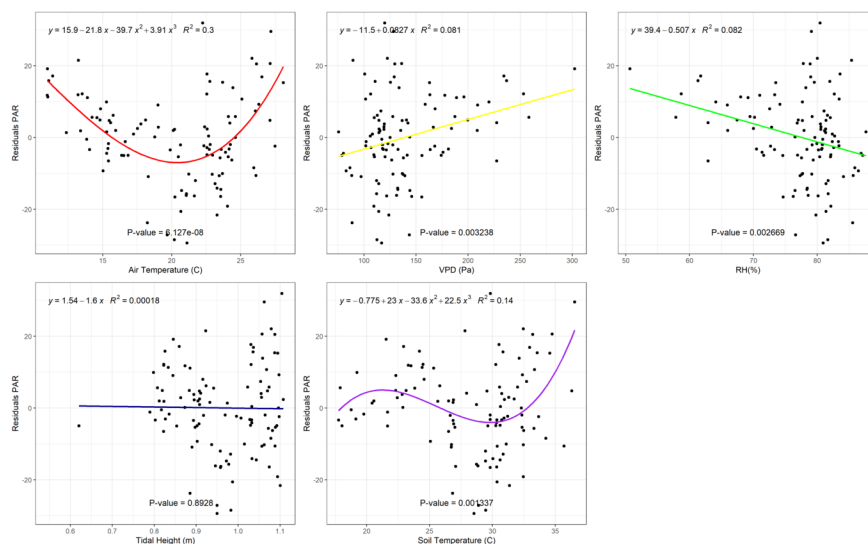 y = 15.9 − 21.8 x − 39.7 x² + 3.91 x³ R² = 0.3
Residuals PAR
20
0
-20
P-value = 6.127e-08
15
20
25
Air Temperature (C)
y = −11.5 + 0.0827 x R² = 0.081
Residuals PAR
20
0
-20
P-value = 0.003238
100
150
200
250
300
VPD (Pa)
y = 39.4 − 0.507 x R² = 0.082
Residuals PAR
20
0
-20
P-value = 0.002669
50
60
70
80
RH(%)
y = 1.54 − 1.6 x R² = 0.00018
Residuals PAR
20
0
-20
P-value = 0.8928
0.6
0.7
0.8
0.9
1.0
1.1
Tidal Height (m)
y = −0.775 + 23 x − 33.6 x² + 22.5 x³ R² = 0.14
Residuals PAR
20
0
-20
P-value = 0.001337
20
25
30
35
Soil Temperature (C)